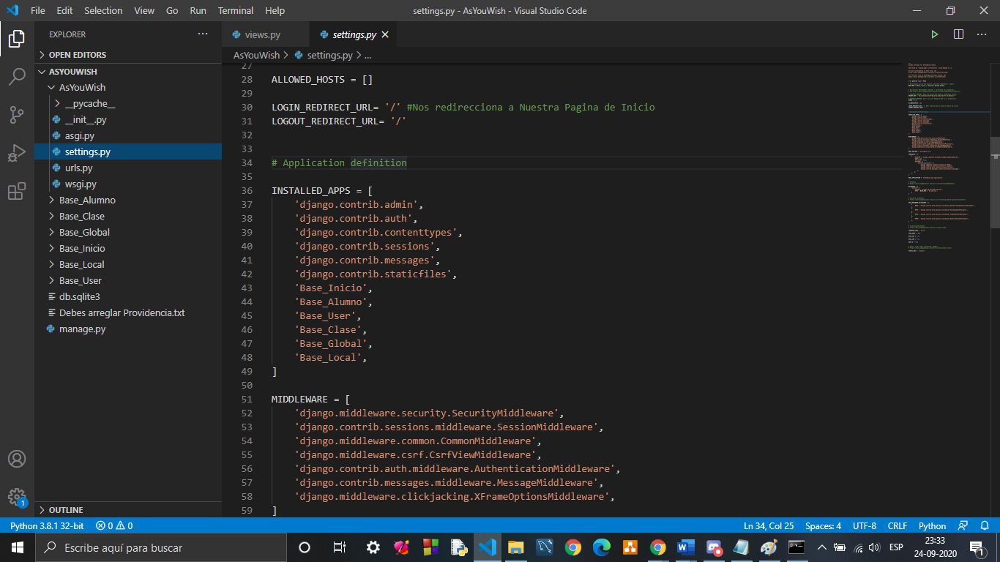 File Edit Selection View Go Run Terminal Help
settings.py - AsYouWish - Visual Studio Code
EXPLORER
OPEN EDITORS
ASYOUWISH
AsYouWish
__pycache__
__init__.py
asgi.py
settings.py
urls.py
wsgi.py
Base_Alumno
Base_Clase
Base_Global
Base_Inicio
Base_Local
Base_User
db.sqlite3
Debes arreglar Providencia.txt
manage.py
OUTLINE
views.py settings.py
AsYouWish > settings.py > ...
27
28 ALLOWED_HOSTS = []
29
30 LOGIN_REDIRECT_URL= '/' #Nos redirecciona a Nuestra Pagina de Inicio
31 LOGOUT_REDIRECT_URL= '/'
32
33
34 # Application definition
35
36 INSTALLED_APPS = [
37 'django.contrib.admin',
38 'django.contrib.auth',
39 'django.contrib.contenttypes',
40 'django.contrib.sessions',
41 'django.contrib.messages',
42 'django.contrib.staticfiles',
43 'Base_Inicio',
44 'Base_Alumno',
45 'Base_User',
46 'Base_Clase',
47 'Base_Global',
48 'Base_Local',
49 ]
50
51 MIDDLEWARE = [
52 'django.middleware.security.SecurityMiddleware',
53 'django.contrib.sessions.middleware.SessionMiddleware',
54 'django.middleware.common.CommonMiddleware',
55 'django.middleware.csrf.CsrfViewMiddleware',
56 'django.contrib.auth.middleware.AuthenticationMiddleware',
57 'django.contrib.messages.middleware.MessageMiddleware',
58 'django.middleware.clickjacking.XFrameOptionsMiddleware',
59 ]
1
Python 3.8.1 32-bit 0 0
Ln 34, Col 25 Spaces: 4 UTF-8 CRLF Python
Escribe aquí para buscar
ESP
23:33
24-09-2020
1